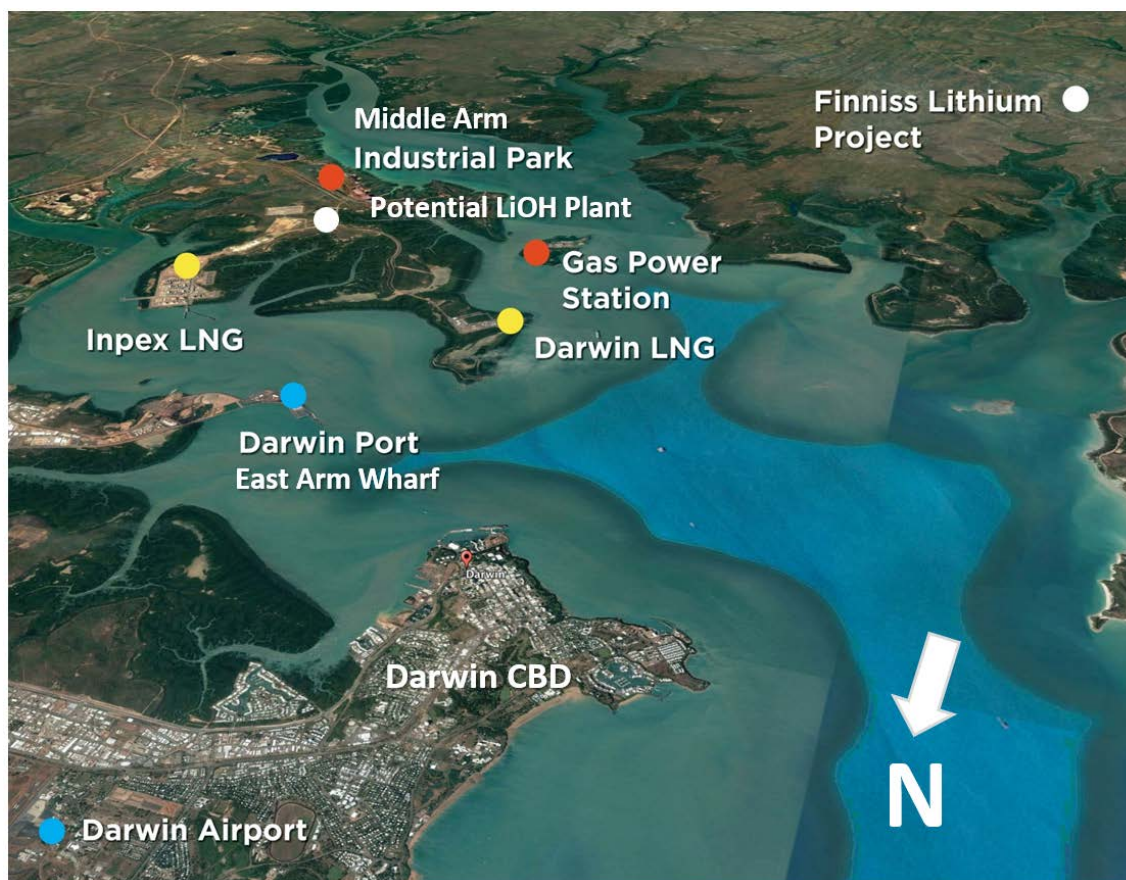 Middle Arm
Industrial Park
Finniss Lithium
Project
Potential LiOH Plant
Gas Power
Station
Inpex LNG
Darwin LNG
Darwin Port
East Arm Wharf
Darwin
Darwin CBD
N
Darwin Airport